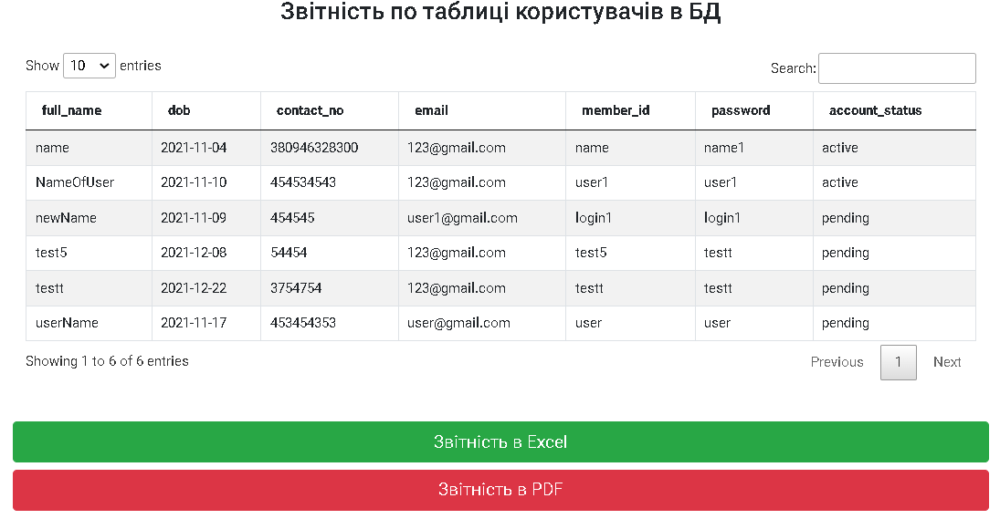 Звітність по таблиці користувачів в БД
Show 10 entries Search:
full_name dob contact_no email member_id password account_status
name 2021-11-04 380946328300 123@gmail.com name name1 active
NameOfUser 2021-11-10 454534543 123@gmail.com user1 user1 active
newName 2021-11-09 454545 user1@gmail.com login1 login1 pending
test5 2021-12-08 54454 123@gmail.com test5 testt pending
testt 2021-12-22 3754754 123@gmail.com testt testt pending
userName 2021-11-17 453454353 user@gmail.com user user pending
Showing 1 to 6 of 6 entries Previous 1 Next
Звітність в Excel
Звітність в PDF